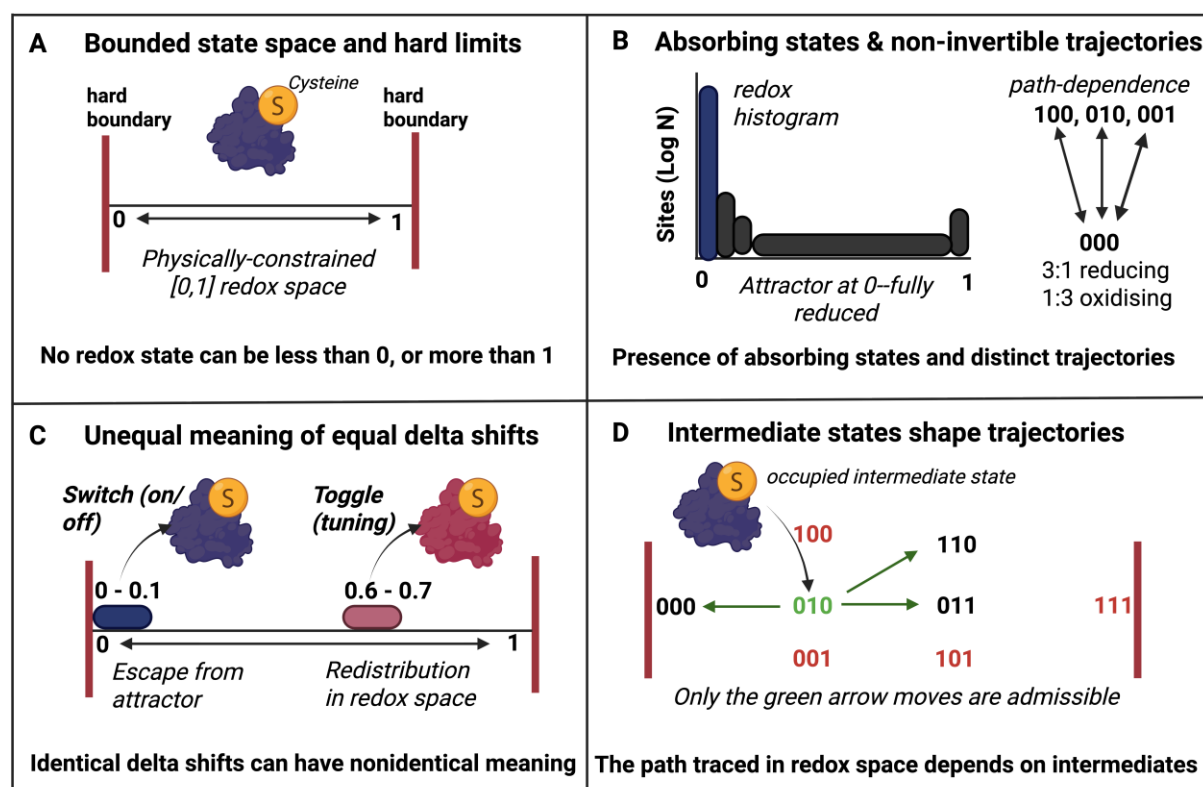 A Bounded state space and hard limits
Cysteine
hard
boundary
hard
boundary
S
0
1
Physically-constrained
[0,1] redox space
No redox state can be less than 0, or more than 1
B Absorbing states & non-invertible trajectories
redox
histogram
Sites (Log N)
0
Attractor at 0--fully
reduced
1
path-dependence
100, 010, 001
000
3:1 reducing
1:3 oxidising
Presence of absorbing states and distinct trajectories
C Unequal meaning of equal delta shifts
Switch (on/
off)
S
Toggle
(tuning)
S
0 - 0.1
0.6 - 0.7
0
1
Escape from
attractor
Redistribution
in redox space
Identical delta shifts can have nonidentical meaning
D Intermediate states shape trajectories
S
occupied intermediate state
100
110
000
010
011
111
001
101
Only the green arrow moves are admissible
The path traced in redox space depends on intermediates